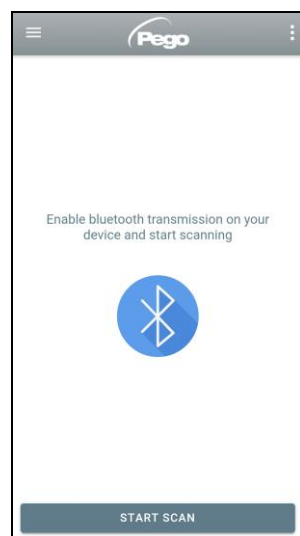 Pego
Enable bluetooth transmission on your
device and start scanning
START SCAN